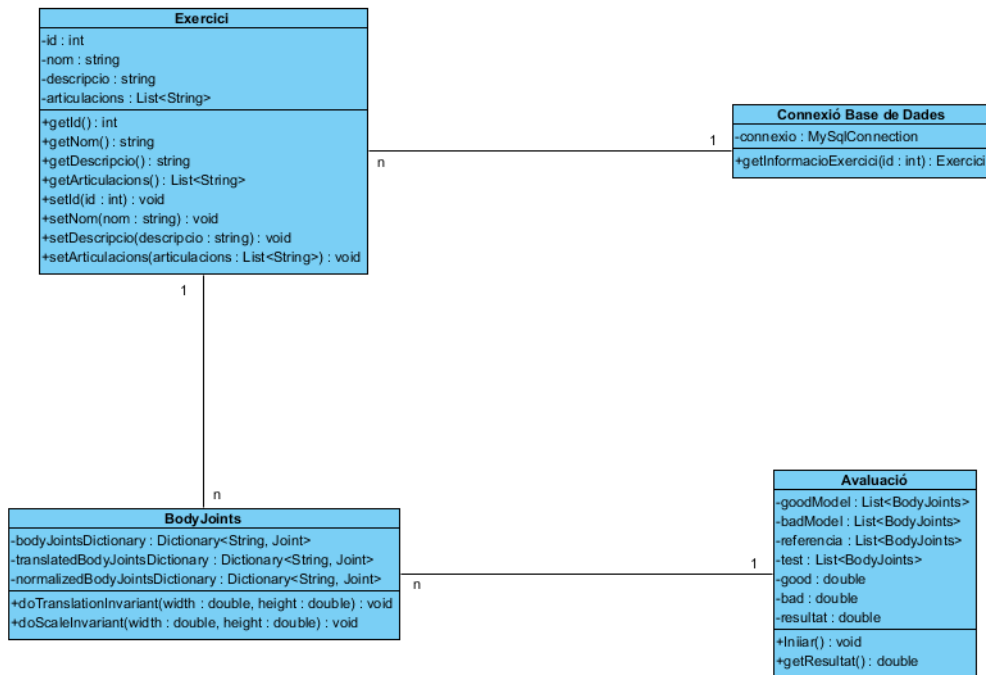 Exercici
-id : int
-nom : string
-descripcio : string
-articulacions : List<String>
+getId() : int
+getNom() : string
+getDescripcio() : string
+getArticulacions() : List<String>
+setId(id : int) : void
+setNom(nom : string) : void
+setDescripcio(descripcio : string) : void
+setArticulacions(articulacions : List<String>) : void
n
1
Connexió Base de Dades
-connexio : MySqlConnection
+getInformacioExercici(id : int) : Exercici
1
n
BodyJoints
-bodyJointsDictionary : Dictionary<String, Joint>
-translatedBodyJointsDictionary : Dictionary<String, Joint>
-normalizedBodyJointsDictionary : Dictionary<String, Joint>
+doTranslationInvariant(width : double, height : double) : void
+doScaleInvariant(width : double, height : double) : void
n
1
Avaluació
-goodModel : List<BodyJoints>
-badModel : List<BodyJoints>
-referencia : List<BodyJoints>
-test : List<BodyJoints>
-good : double
-bad : double
-resultat : double
+Iniiar() : void
+getResultat() : double